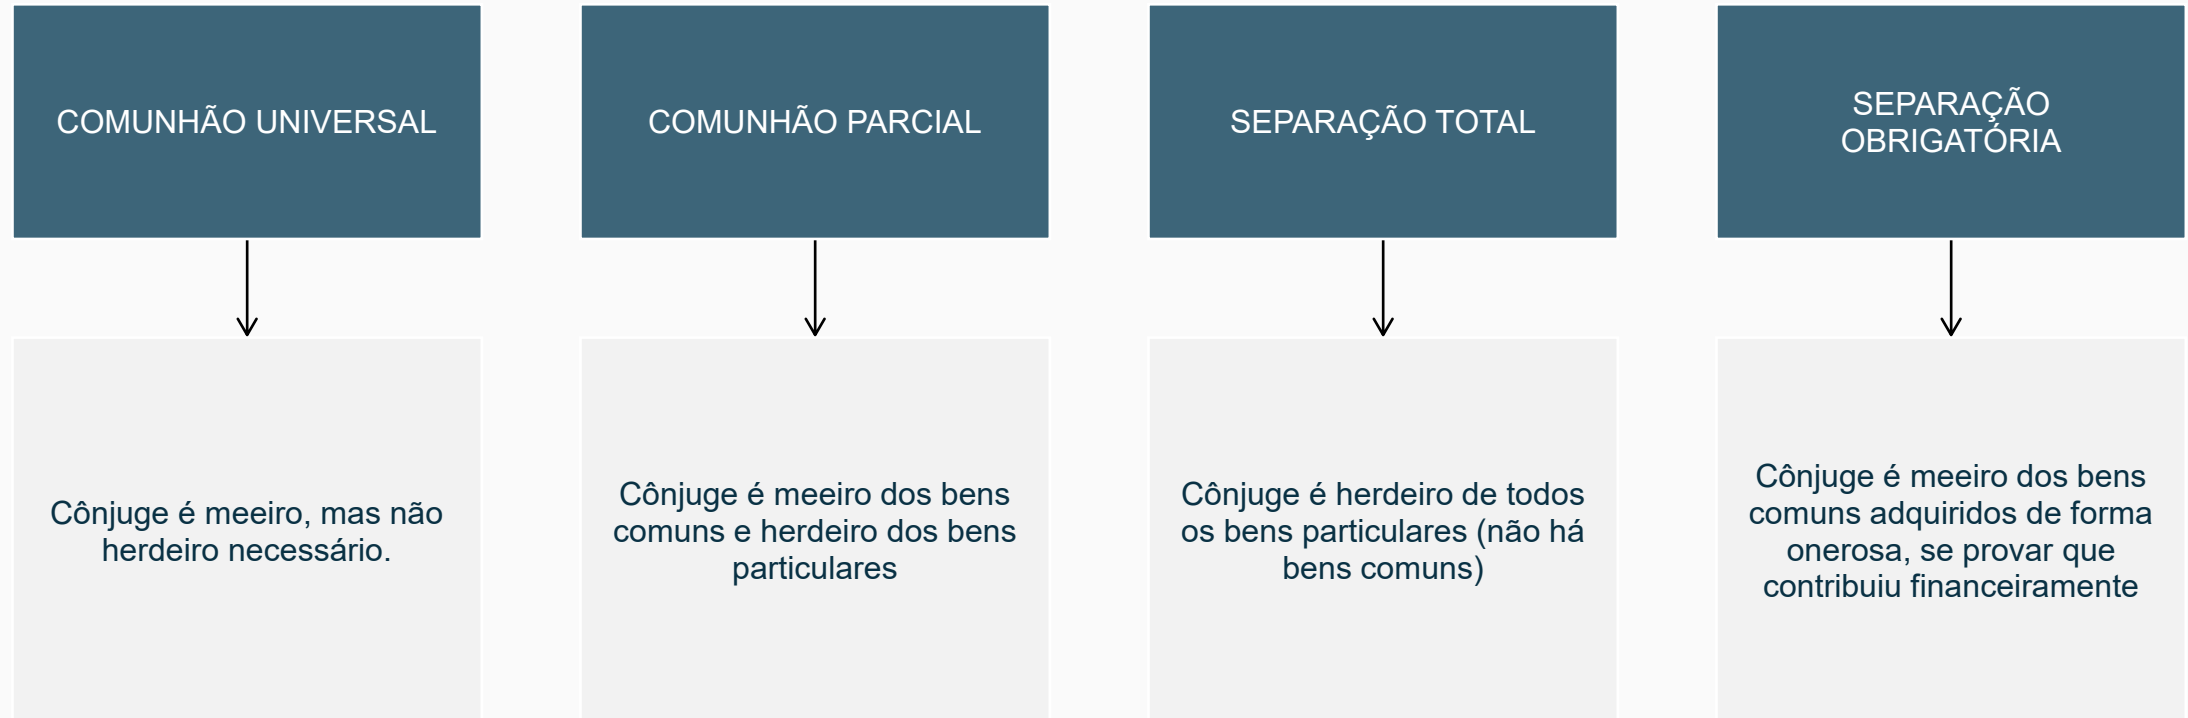 COMUNHÃO UNIVERSAL
Cônjuge é meeiro, mas não
herdeiro necessário.
COMUNHÃO PARCIAL
Cônjuge é meeiro dos bens
comuns e herdeiro dos bens
particulares
SEPARAÇÃO TOTAL
Cônjuge é herdeiro de todos
os bens particulares (não há
bens comuns)
SEPARAÇÃO
OBRIGATÓRIA
Cônjuge é meeiro dos bens
comuns adquiridos de forma
onerosa, se provar que
contribuiu financeiramente